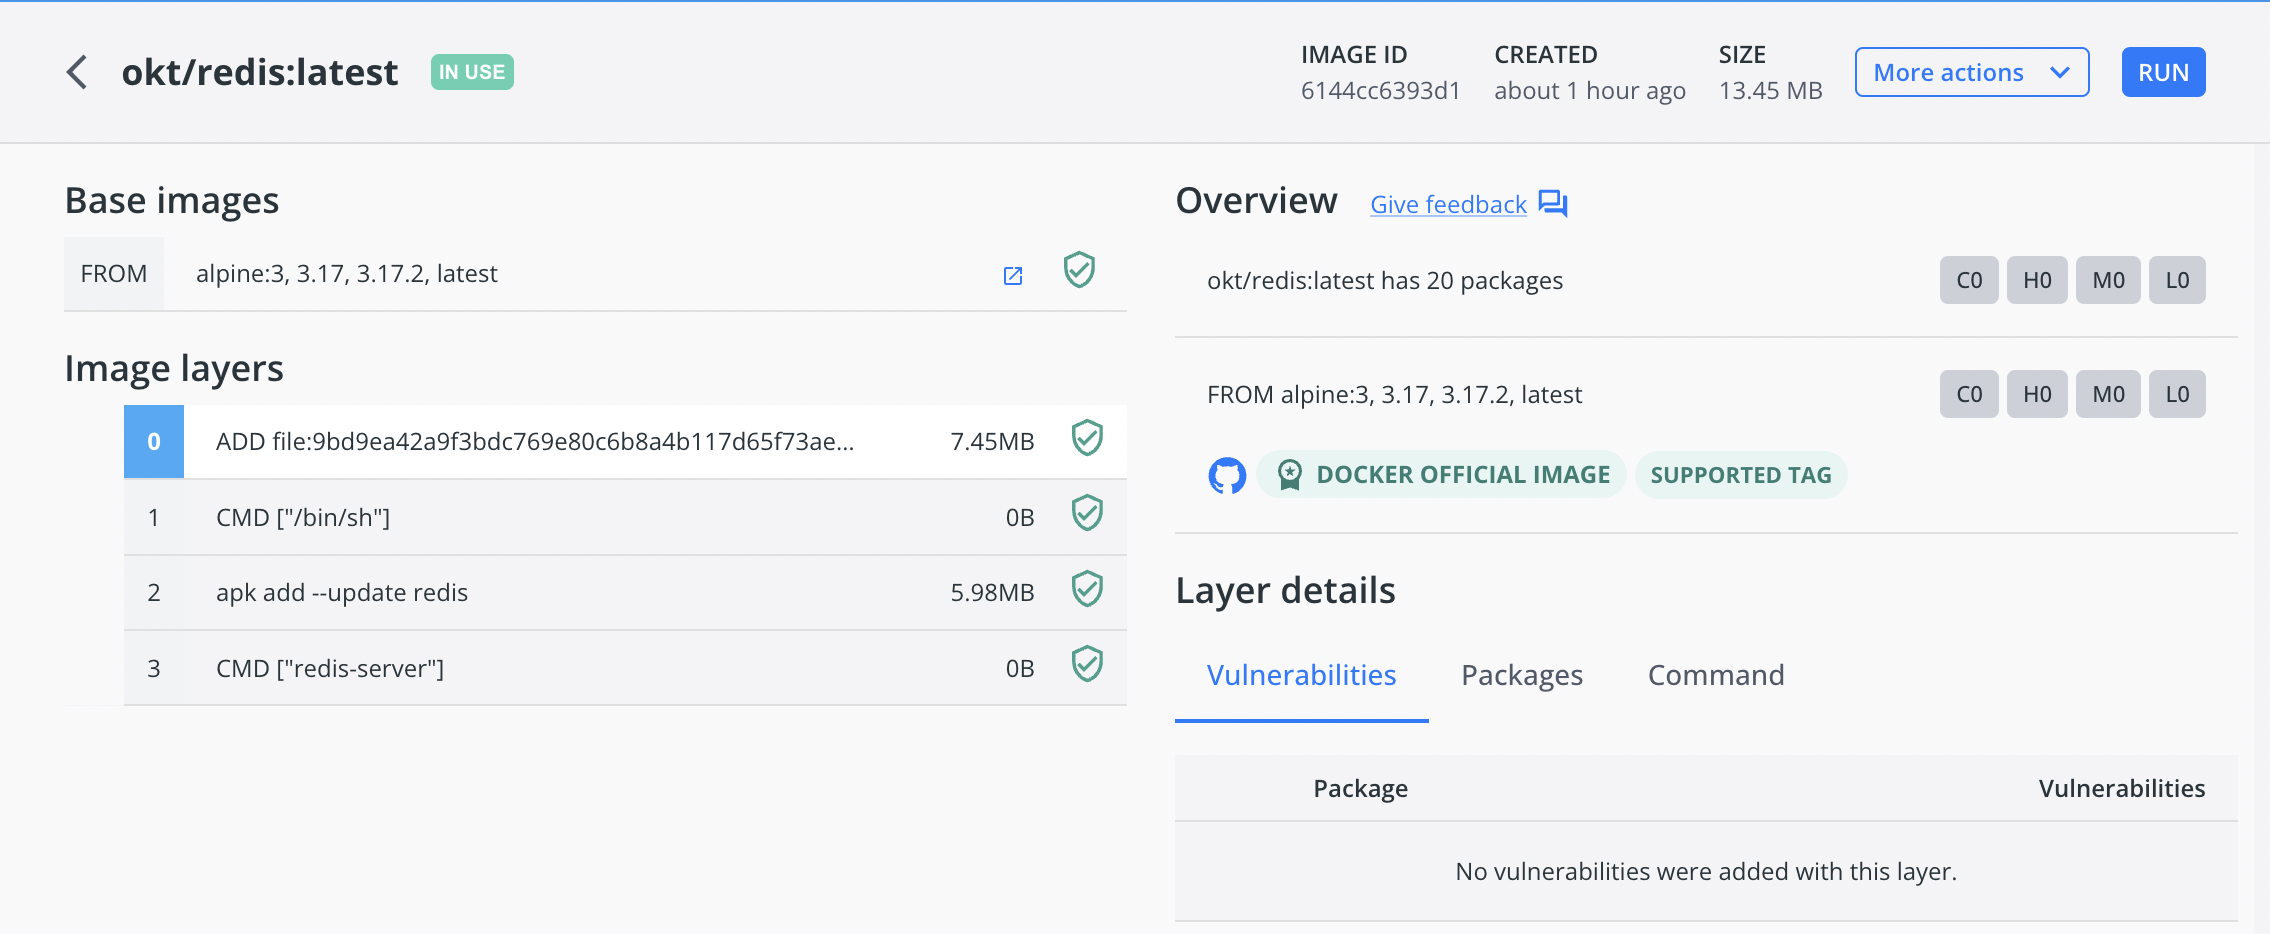 okt/redis:latest IN USE
IMAGE ID
6144cc6393d1
CREATED
about 1 hour ago
SIZE
13.45 MB
More actions
RUN
Base images
FROM alpine:3, 3.17, 3.17.2, latest
Image layers
0 ADD file:9bd9ea42a9f3bdc769e80c6b8a4b117d65f73ae... 7.45MB
1 CMD ["/bin/sh"] 0B
2 apk add --update redis 5.98MB
3 CMD ["redis-server"] 0B
Overview Give feedback
okt/redis:latest has 20 packages C0 H0 M0 L0
FROM alpine:3, 3.17, 3.17.2, latest C0 H0 M0 L0
DOCKER OFFICIAL IMAGE SUPPORTED TAG
Layer details
Vulnerabilities Packages Command
Package Vulnerabilities
No vulnerabilities were added with this layer.